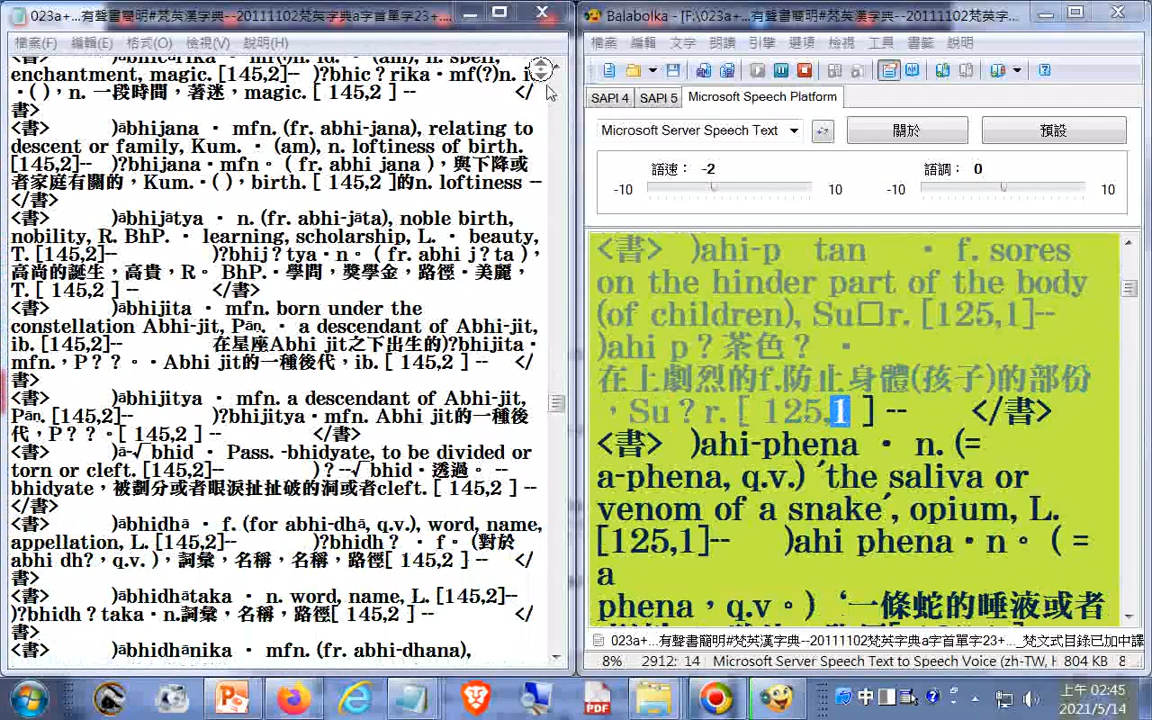 023a+...有聲書簡明#梵英漢字典--20111102梵英字典a字首單字23+...
檔案(F) 編輯(E) 格式(O) 檢視(V) 說明(H)
enchantment, magic. [145,2] )?bhic?rika‧mf(?)n. i
‧( ), n. 一段時間，著迷，magic. [ 145,2 ] -- </
書>
<書> )ābhijana ‧ mfn. (fr. abhi-jana), relating to
descent or family, Kum. ‧ (am), n. loftiness of birth.
[145,2]-- )?bhijana‧mfn。( fr. abhi jana )，與下降或
者家庭有關的，Kum.‧( )，birth. [ 145,2 ]的n. loftiness --
</書>
<書> )ābhijātya ‧ n. (fr. abhi-jāta), noble birth,
nobility, R. BhP. ‧ learning, scholarship, L. ‧ beauty,
T. [145,2]-- )?bhij?tya‧n。( fr. abhi j?ta )，
高尚的誕生，高貴，R。 BhP.‧學問，獎學金，路徑‧美麗，
T. [ 145,2 ] -- </書>
<書> )ābhijita ‧ mfn. born under the
constellation Abhi-jit, Pāṇ. ‧ a descendant of Abhi-jit,
ib. [145,2]-- 在星座Abhi jit之下出生的)?bhijita‧
mfn.，P??。‧Abhi jit的一種後代，ib. [ 145,2 ] -- </
書>
<書> )ābhijitya ‧ mfn. a descendant of Abhi-jit,
Pāṇ. [145,2]-- )?bhijitya‧mfn. Abhi jit的一種後
代，P??。[ 145,2 ] -- </書>
<書> )ā-√bhid ‧ Pass. -bhidyate, to be divided or
torn or cleft. [145,2]-- )?--√bhid‧透過。 --
bhidyate，被劃分或者眼淚扯扯破的洞或者cleft. [ 145,2 ] --
</書>
<書> )ābhidhā ‧ f. (for abhi-dhā, q.v.), word, name,
appellation, L. [145,2]-- )?bhidh? ‧ f。(對於
abhi dh?，q.v. )，詞彙，名稱，名稱，路徑[ 145,2 ] -- </
書>
<書> )ābhidhātaka ‧ n. word, name, L. [145,2]--
)?bhidh?taka‧n.詞彙，名稱，路徑[ 145,2 ] -- </
書>
<書> )ābhidhānika ‧ mfn. (fr. abhi-dhana),
Balabolka - [F:\023a+...有聲書簡明#梵英漢字典--20111102梵英字...
檔案 編輯 文字 朗讀 引擎 選項 檢視 工具 書籤 說明
SAPI 4 SAPI 5 Microsoft Speech Platform
Microsoft Server Speech Text 關於 預設
語速： -2 語調： 0
-10 10 -10 10
<書> )ahi-p tan ‧ f. sores
on the hinder part of the body
(of children), Su□r. [125,1]--
)ahi p?茶色? ‧
在上劇烈的f.防止身體(孩子)的部份
，Su?r. [ 125,1 ] -- </書>
<書> )ahi-phena ‧ n. (=
a-phena, q.v.) ´the saliva or
venom of a snake´, opium, L.
[125,1]-- )ahi phena‧n。( =
a
phena，q.v。)‘一條蛇的唾液或者
023a+...有聲書簡明#梵英漢字典--20111102梵英字典a字首單字23+..._梵文式目錄已加中譯
8% 2912: 14 Microsoft Server Speech Text to Speech Voice (zh-TW, H 804 KB
中
上午 02:45
2021/5/14